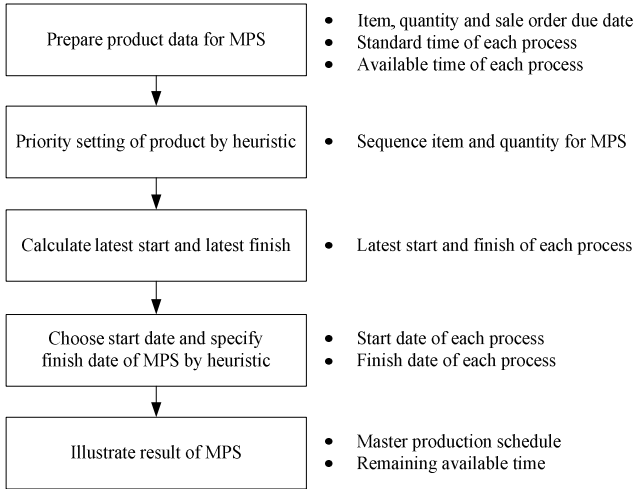 Prepare product data for MPS
• Item, quantity and sale order due date
• Standard time of each process
• Available time of each process
Priority setting of product by heuristic
• Sequence item and quantity for MPS
Calculate latest start and latest finish
• Latest start and finish of each process
Choose start date and specify
finish date of MPS by heuristic
• Start date of each process
• Finish date of each process
Illustrate result of MPS
• Master production schedule
• Remaining available time